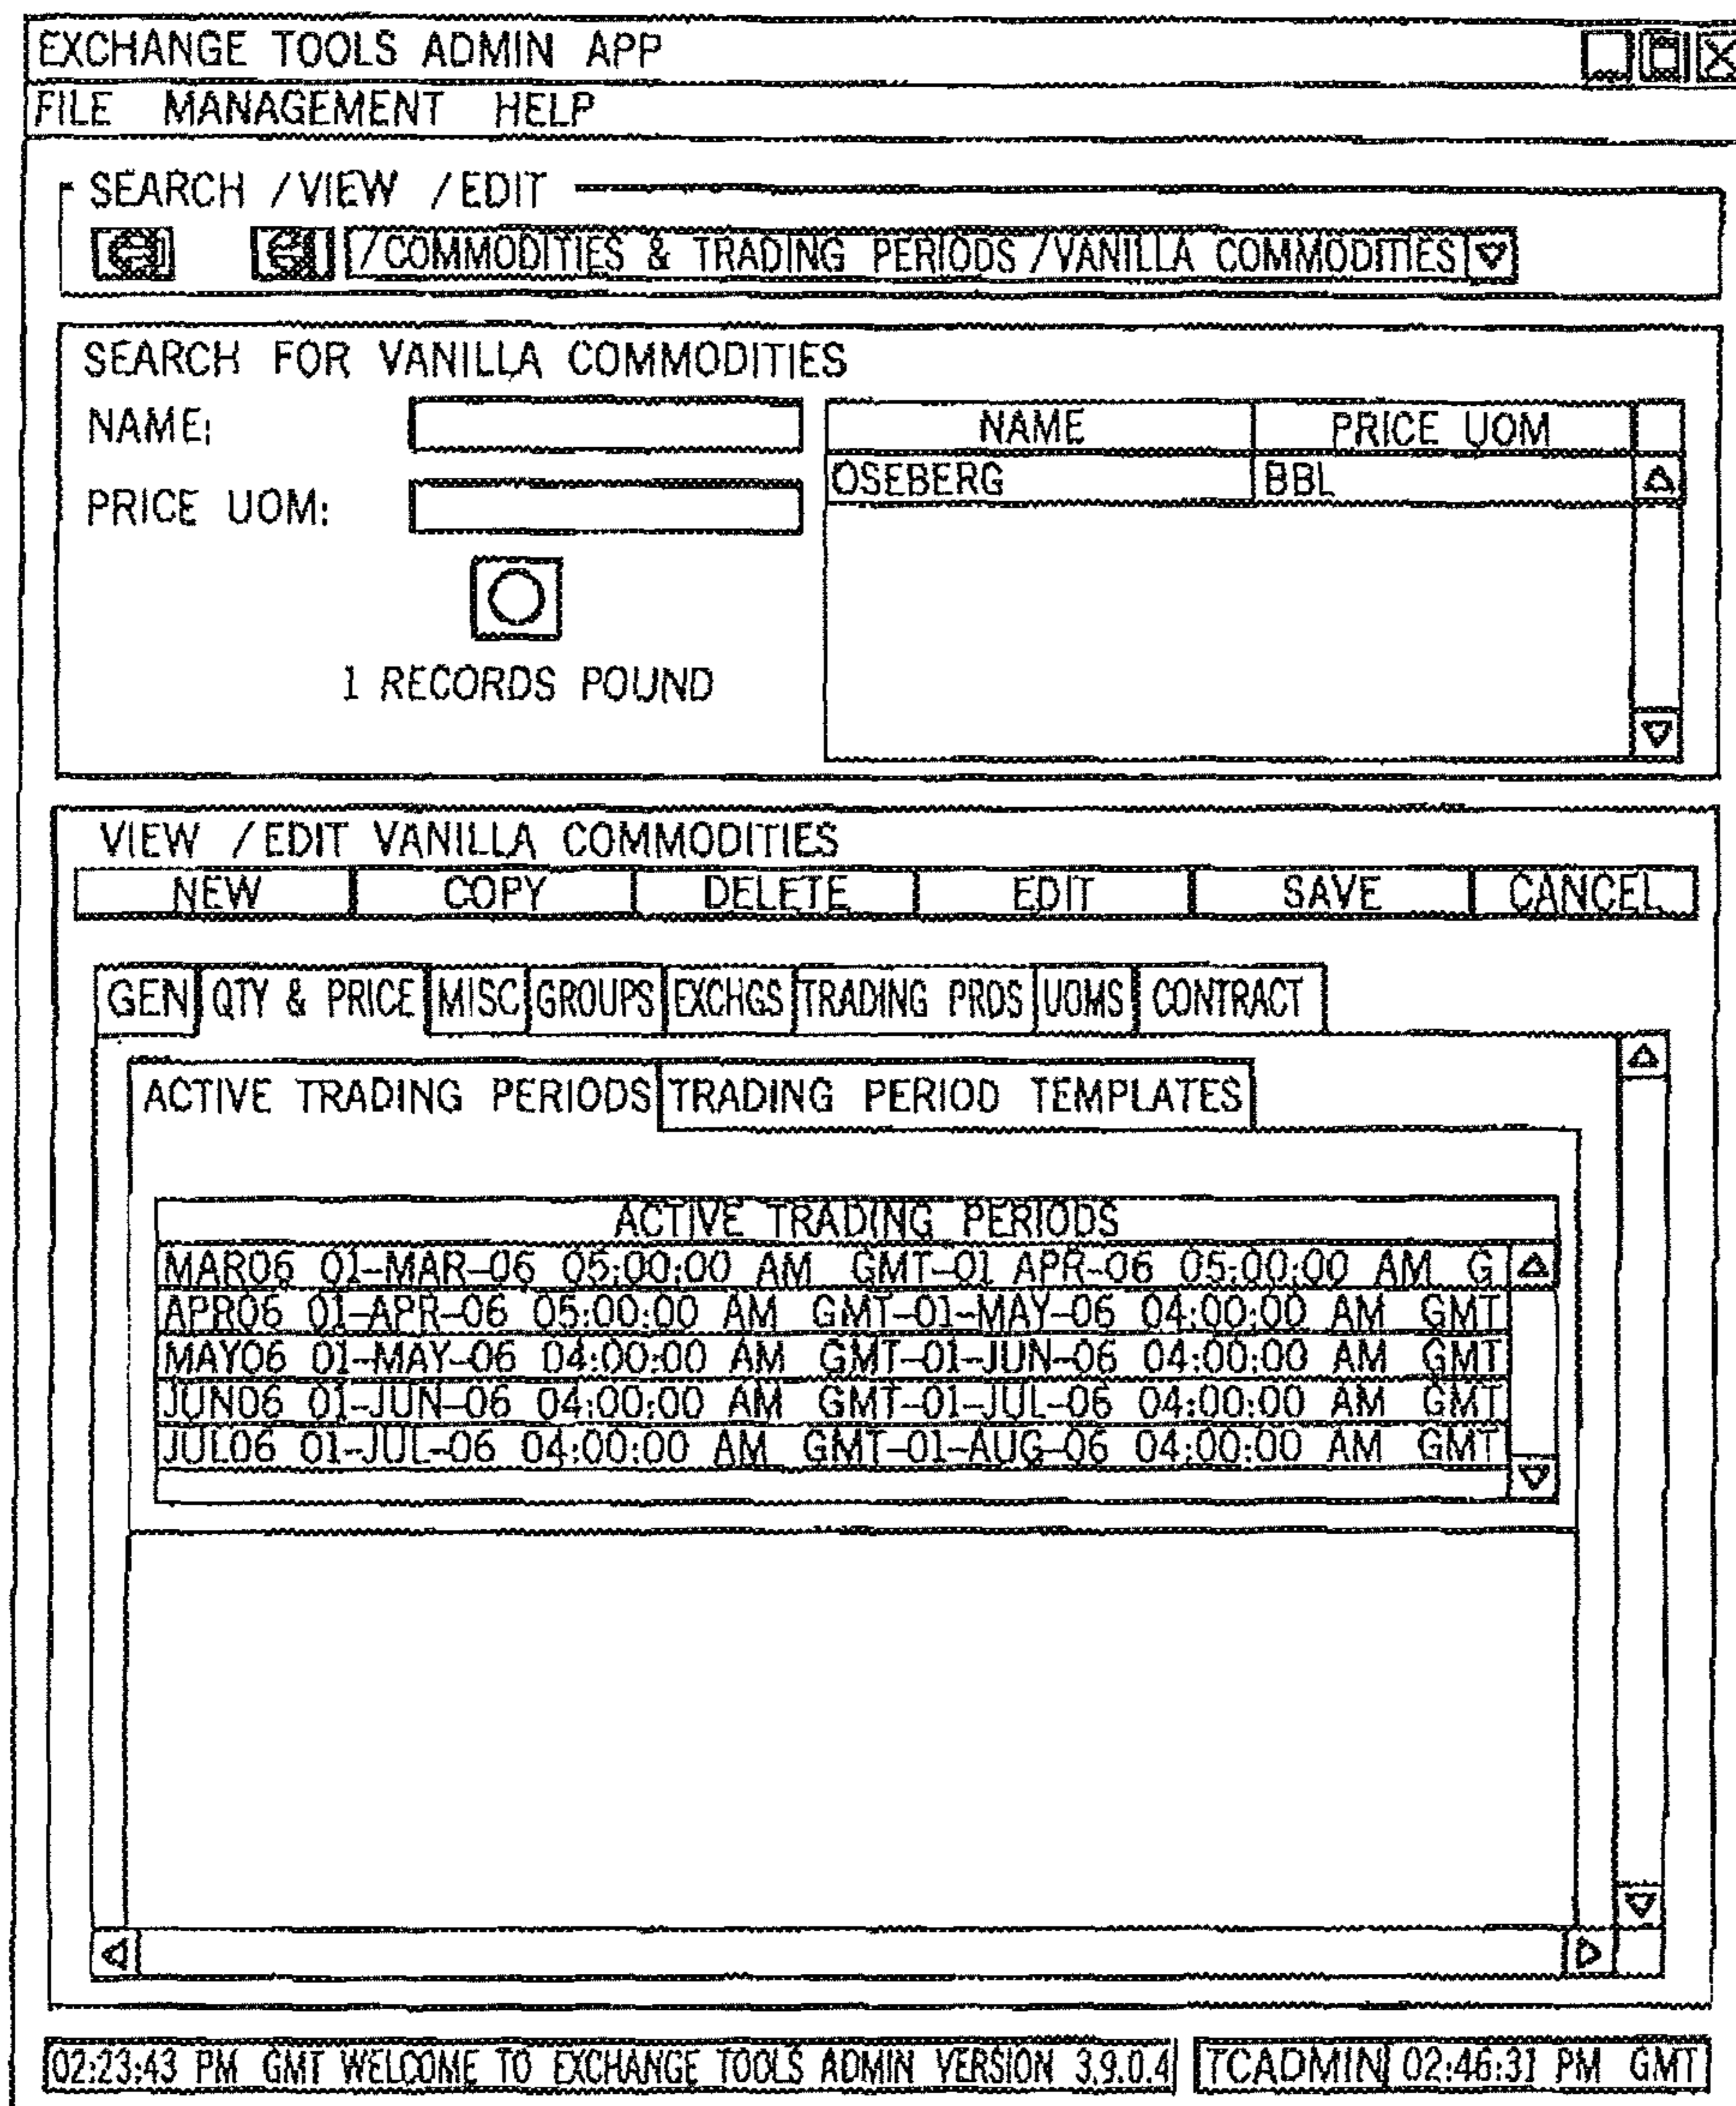 EXCHANGE TOOLS ADMIN APP
FILE MANAGEMENT HELP
SEARCH /VIEW /EDIT
/COMMODITIES & TRADING PERIODS /VANILLA COMMODITIES
SEARCH FOR VANILLA COMMODITIES
NAME:
PRICE UOM:
1 RECORDS POUND
NAME PRICE UOM
OSEBERG BBL
VIEW /EDIT VANILLA COMMODITIES
NEW COPY DELETE EDIT SAVE CANCEL
GEN QTY & PRICE MISC GROUPS EXCHGS TRADING PRDS UOMS CONTRACT
ACTIVE TRADING PERIODS TRADING PERIOD TEMPLATES
ACTIVE TRADING PERIODS
MAR06 01-MAR-06 05:00:00 AM GMT-01 APR-06 05:00:00 AM G
APR06 01-APR-06 05:00:00 AM GMT-01-MAY-06 04:00:00 AM GMT
MAY06 01-MAY-06 04:00:00 AM GMT-01-JUN-06 04:00:00 AM GMT
JUN06 01-JUN-06 04:00:00 AM GMT-01-JUL-06 04:00:00 AM GMT
JUL06 01-JUL-06 04:00:00 AM GMT-01-AUG-06 04:00:00 AM GMT
02:23:43 PM GMT WELCOME TO EXCHANGE TOOLS ADMIN VERSION 3.9.0.4 TCADMIN 02:46:31 PM GMT